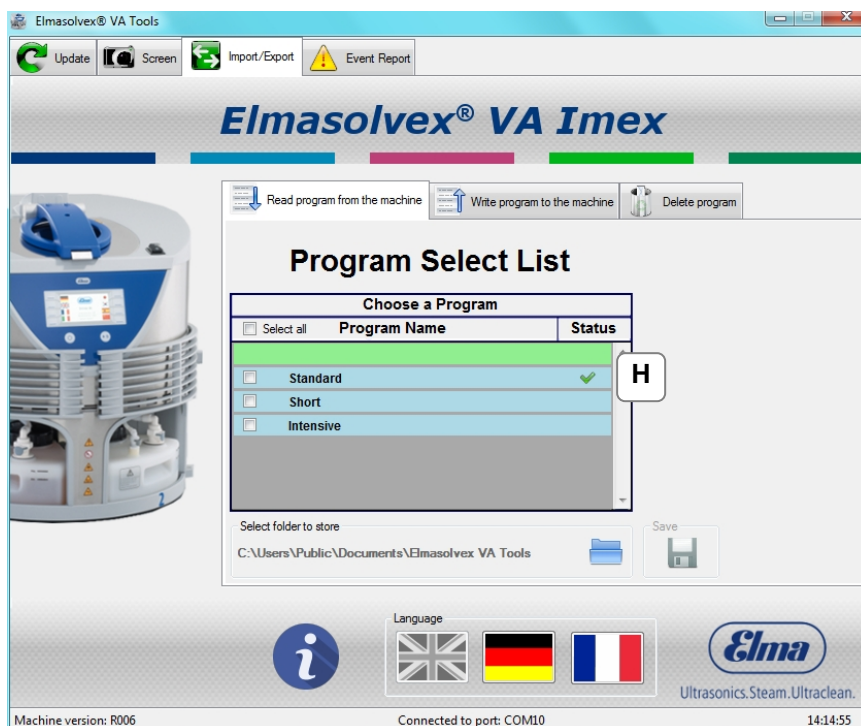 Elmasolvex® VA Tools
Update Screen Import/Export Event Report
Elmasolvex® VA Imex
Read program from the machine Write program to the machine Delete program
Program Select List
Choose a Program
Select all Program Name Status
Standard
H
Short
Intensive
Select folder to store
Save
C:\Users\Public\Documents\Elmasolvex VA Tools
Language
i
Elma
Ultrasonics.Steam.Ultraclean.
Machine version: R006 Connected to port: COM10 14:14:55
2